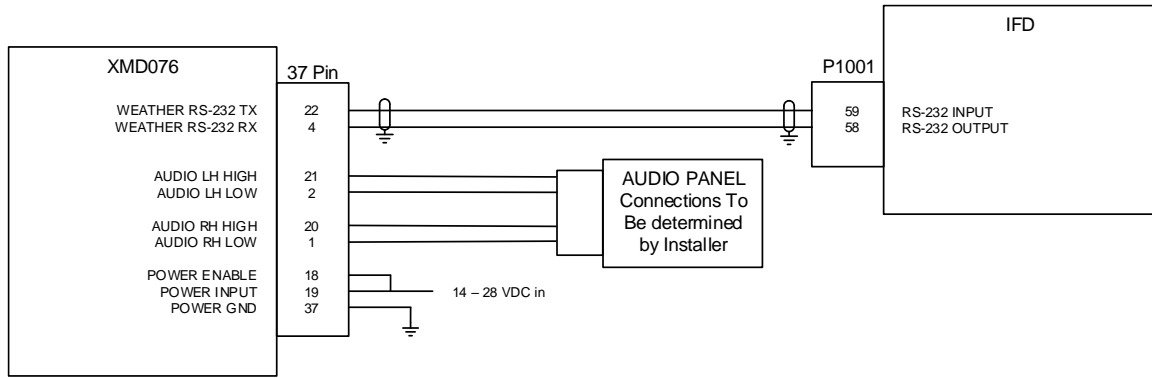 IFD
XMD076
37 Pin
P1001
WEATHER RS-232 TX 22 59 RS-232 INPUT
WEATHER RS-232 RX 4 58 RS-232 OUTPUT
AUDIO LH HIGH 21
AUDIO LH LOW 2
AUDIO RH HIGH 20
AUDIO RH LOW 1
AUDIO PANEL
Connections To
Be determined
by Installer
POWER ENABLE 18
POWER INPUT 19 14 – 28 VDC in
POWER GND 37